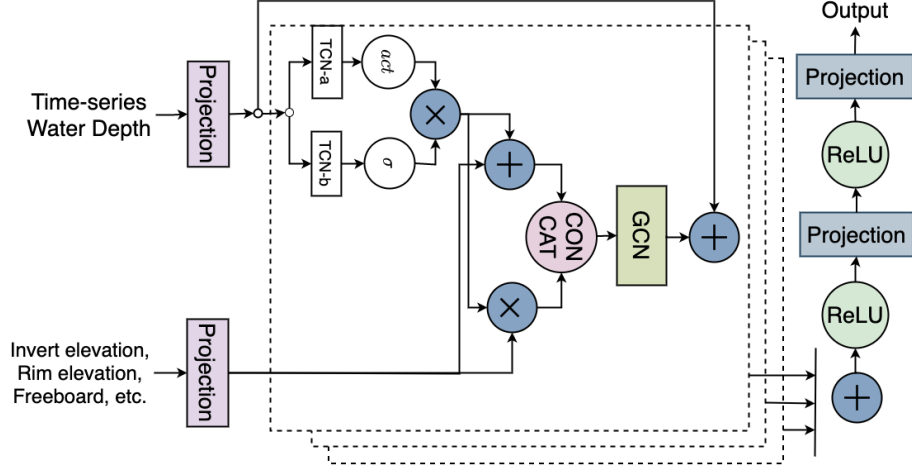 Output
Projection
ReLU
Projection
ReLU
+
Time-series
Water Depth
Projection
TCN-a
act
TCN-b
σ
×
+
CON
CAT
GCN
+
×
Invert elevation,
Rim elevation,
Freeboard, etc.
Projection